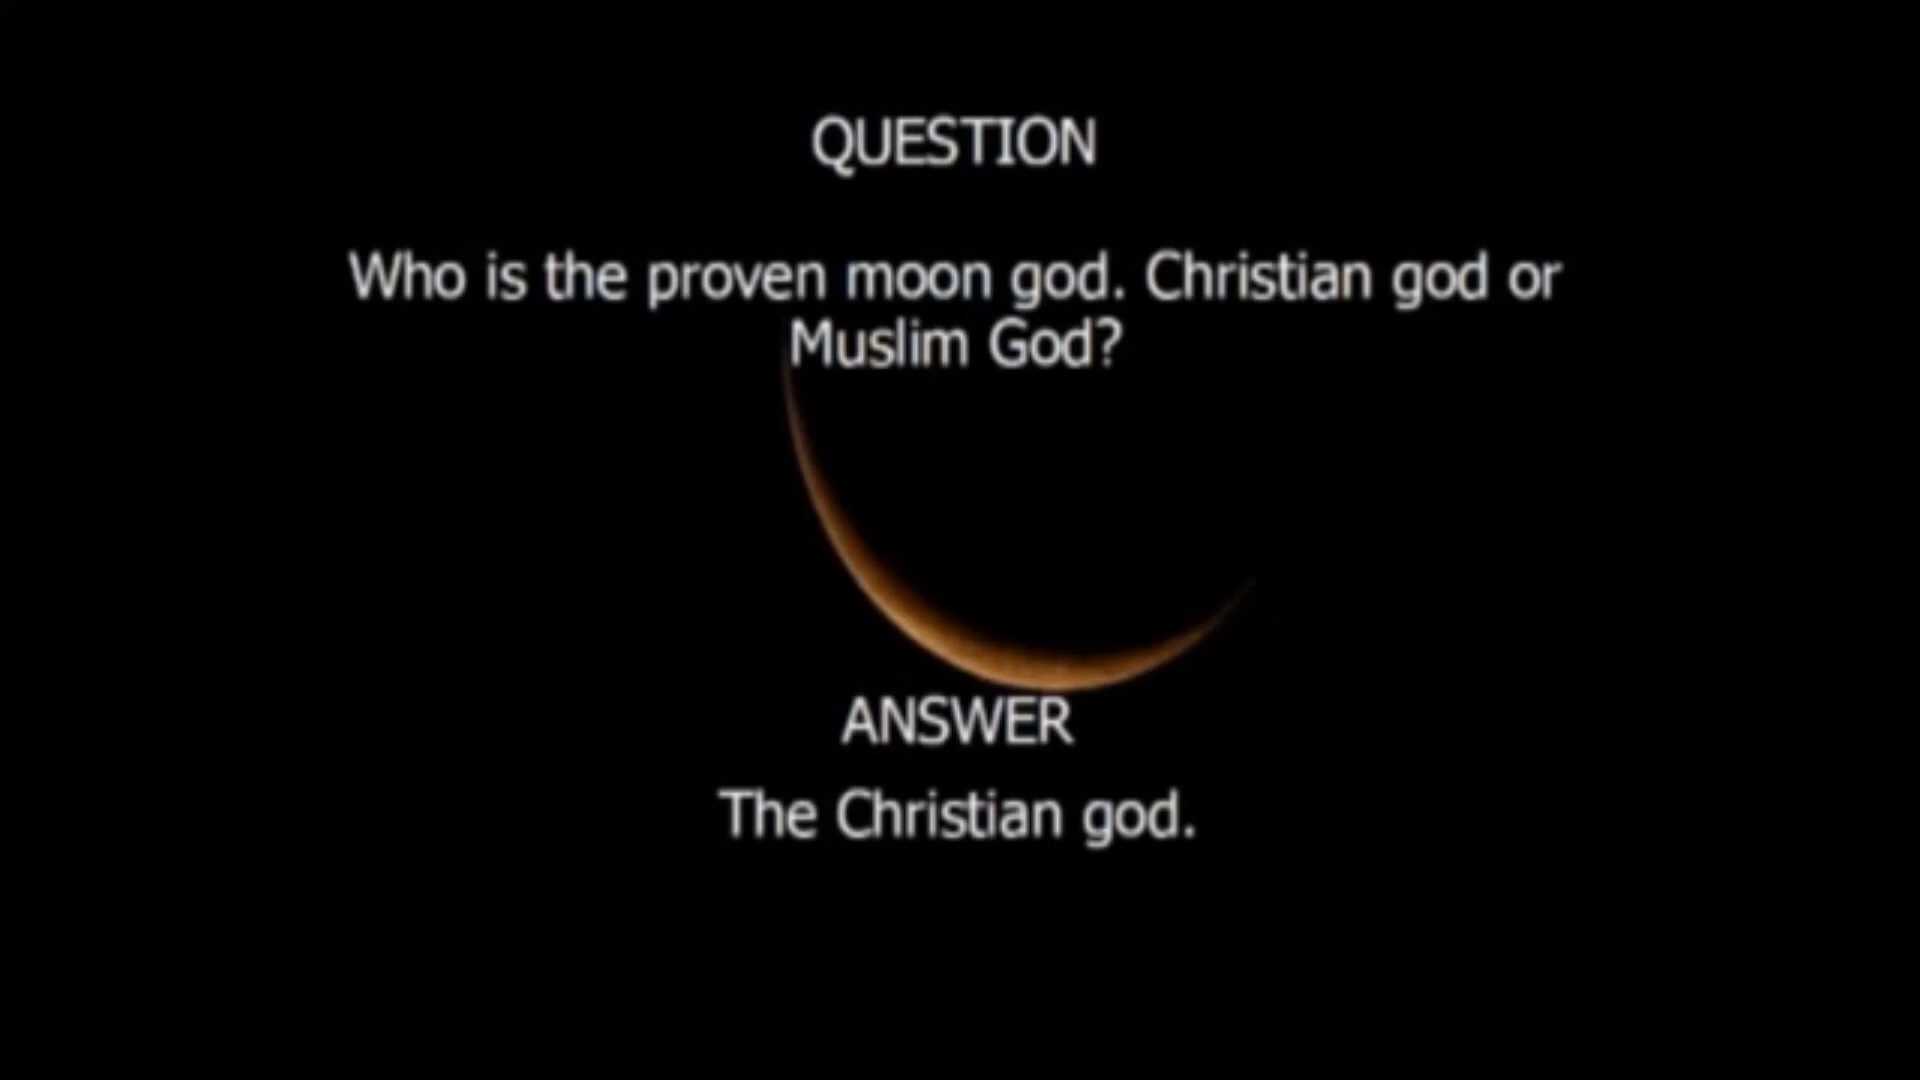 QUESTION
Who is the proven moon god. Christian god or
Muslim God?
ANSWER
The Christian god.